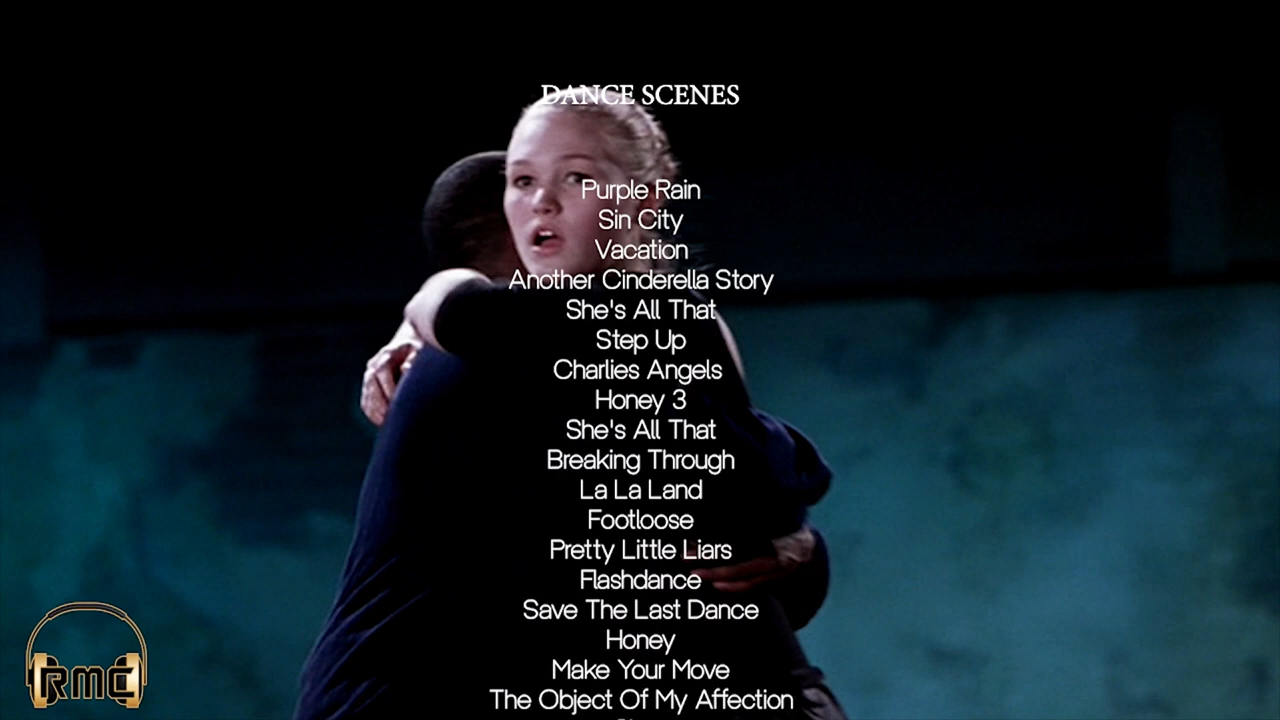 DANCE SCENES
Purple Rain
Sin City
Vacation
Another Cinderella Story
She's All That
Step Up
Charlies Angels
Honey 3
She's All That
Breaking Through
La La Land
Footloose
Pretty Little Liars
Flashdance
Save The Last Dance
Honey
Make Your Move
The Object Of My Affection
RMC